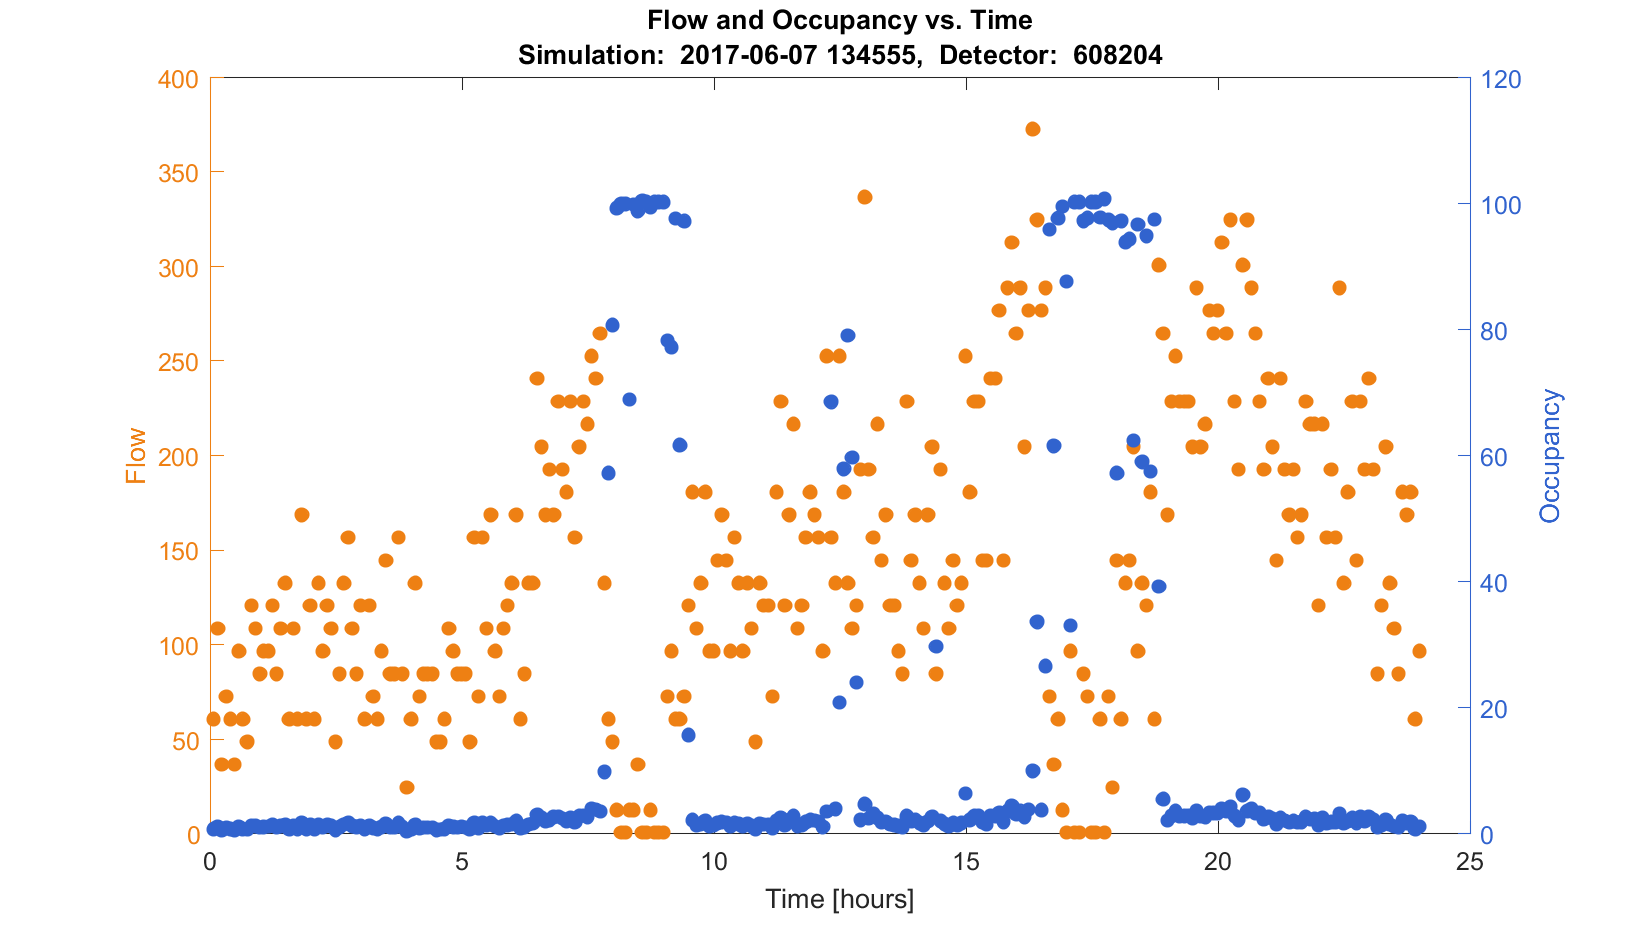 Flow and Occupancy vs. Time
Simulation:  2017-06-07 134555,  Detector:  608204
400
350
300
250
200
150
100
50
0
Flow
120
100
80
60
40
20
0
Occupancy
0 5 10 15 20 25
Time [hours]